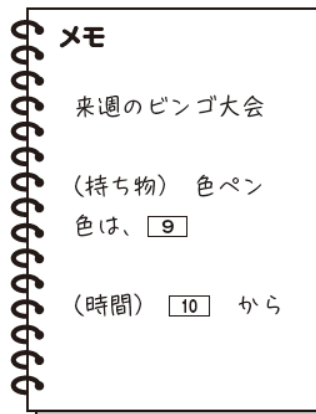 メモ
来週のビンゴ大会
(持ち物) 色ペン
色は、 9
(時間) 10 から